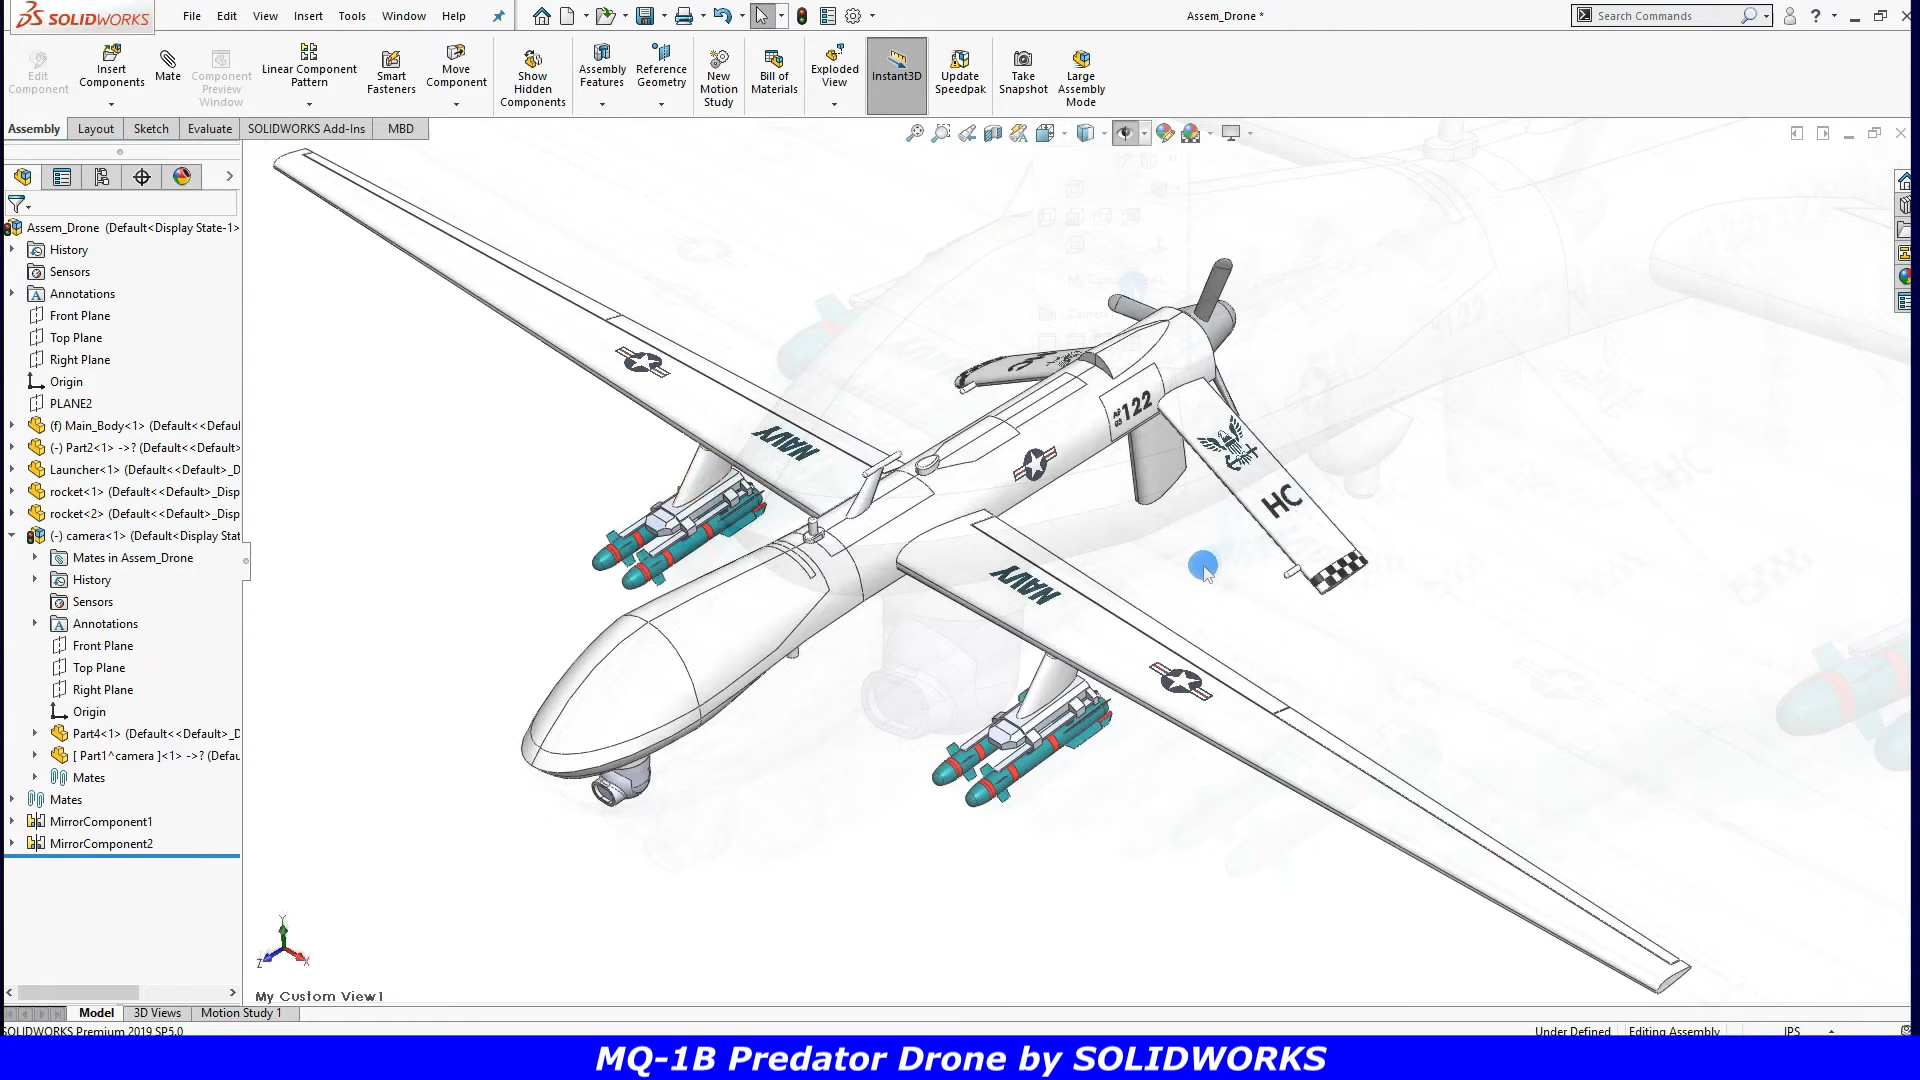 SOLIDWORKS
File Edit View Insert Tools Window Help
Assem_Drone *
Search Commands
Edit Component
Insert Components
Mate
Component Preview Window
Linear Component Pattern
Smart Fasteners
Move Component
Show Hidden Components
Assembly Features
Reference Geometry
New Motion Study
Bill of Materials
Exploded View
Instant3D
Update Speedpak
Take Snapshot
Large Assembly Mode
Assembly Layout Sketch Evaluate SOLIDWORKS Add-Ins MBD
Assem_Drone (Default<Display State-1>
History
Sensors
Annotations
Front Plane
Top Plane
Right Plane
Origin
PLANE2
(f) Main_Body<1> (Default<<Defaul
(-) Part2<1> ->? (Default<<Default>
Launcher<1> (Default<<Default>_D
rocket<1> (Default<<Default>_Disp
rocket<2> (Default<<Default>_Disp
(-) camera<1> (Default<Display Stat
Mates in Assem_Drone
History
Sensors
Annotations
Front Plane
Top Plane
Right Plane
Origin
Part4<1> (Default<<Default>_D
[ Part1^camera ]<1> ->? (Defau
Mates
Mates
MirrorComponent1
MirrorComponent2
NAVY
122
HC
NAVY
Y
Z
X
My Custom View1
Model 3D Views Motion Study 1
SOLIDWORKS Premium 2019 SP5.0
Under Defined Editing Assembly IPS
MQ-1B Predator Drone by SOLIDWORKS